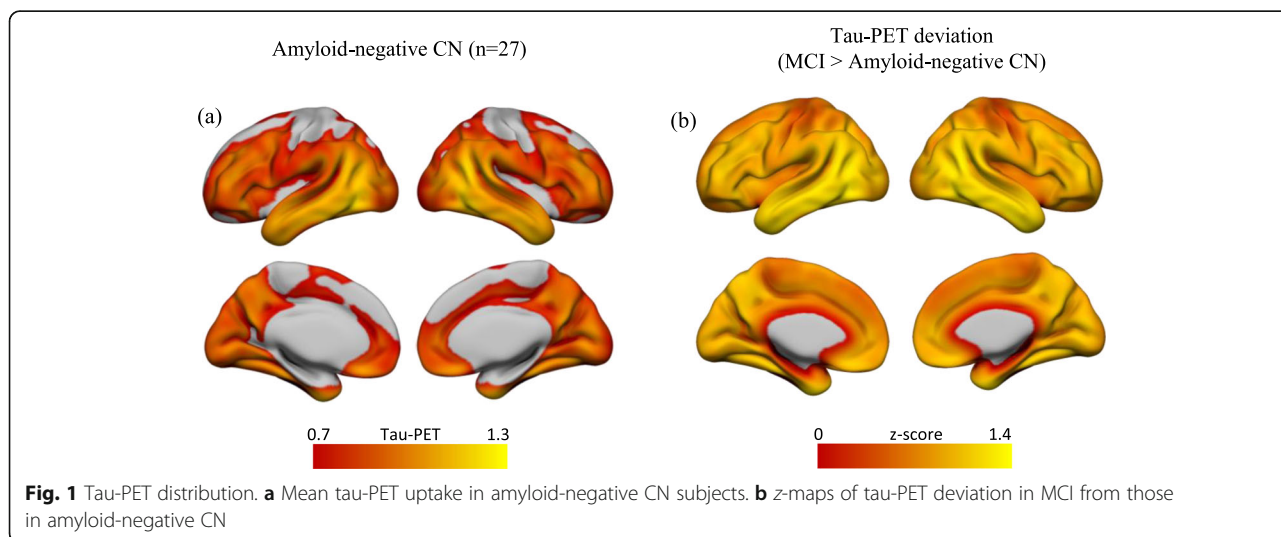 Amyloid-negative CN (n=27)
Tau-PET deviation
(MCI > Amyloid-negative CN)
(a)
(b)
0.7 Tau-PET 1.3
0 z-score 1.4
Fig. 1 Tau-PET distribution. a Mean tau-PET uptake in amyloid-negative CN subjects. b z-maps of tau-PET deviation in MCI from those
in amyloid-negative CN